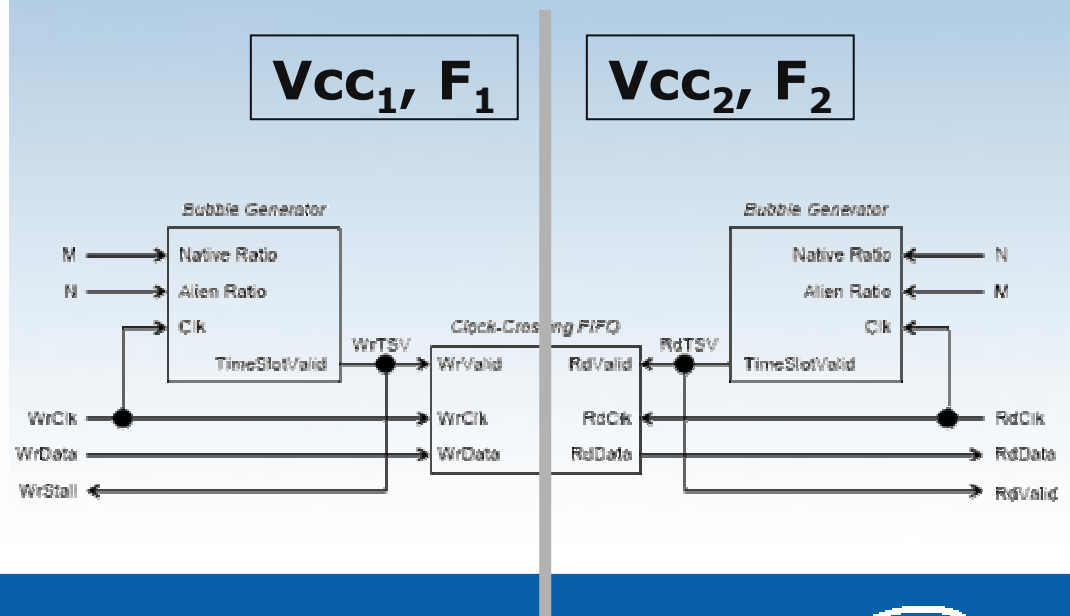 Vcc1, F1
Vcc2, F2
Bubble Generator
M
Native Ratio
N
Alien Ratio
Clk
TimeSlotValid
WrTSV
Clock-Crossing FIFO
WrValid
WrClk
WrClk
WrData
WrData
WrStall
Bubble Generator
Native Ratio
N
Alien Ratio
M
Clk
TimeSlotValid
RdTSV
RdValid
RdClk
RdClk
RdData
RdData
RdValid